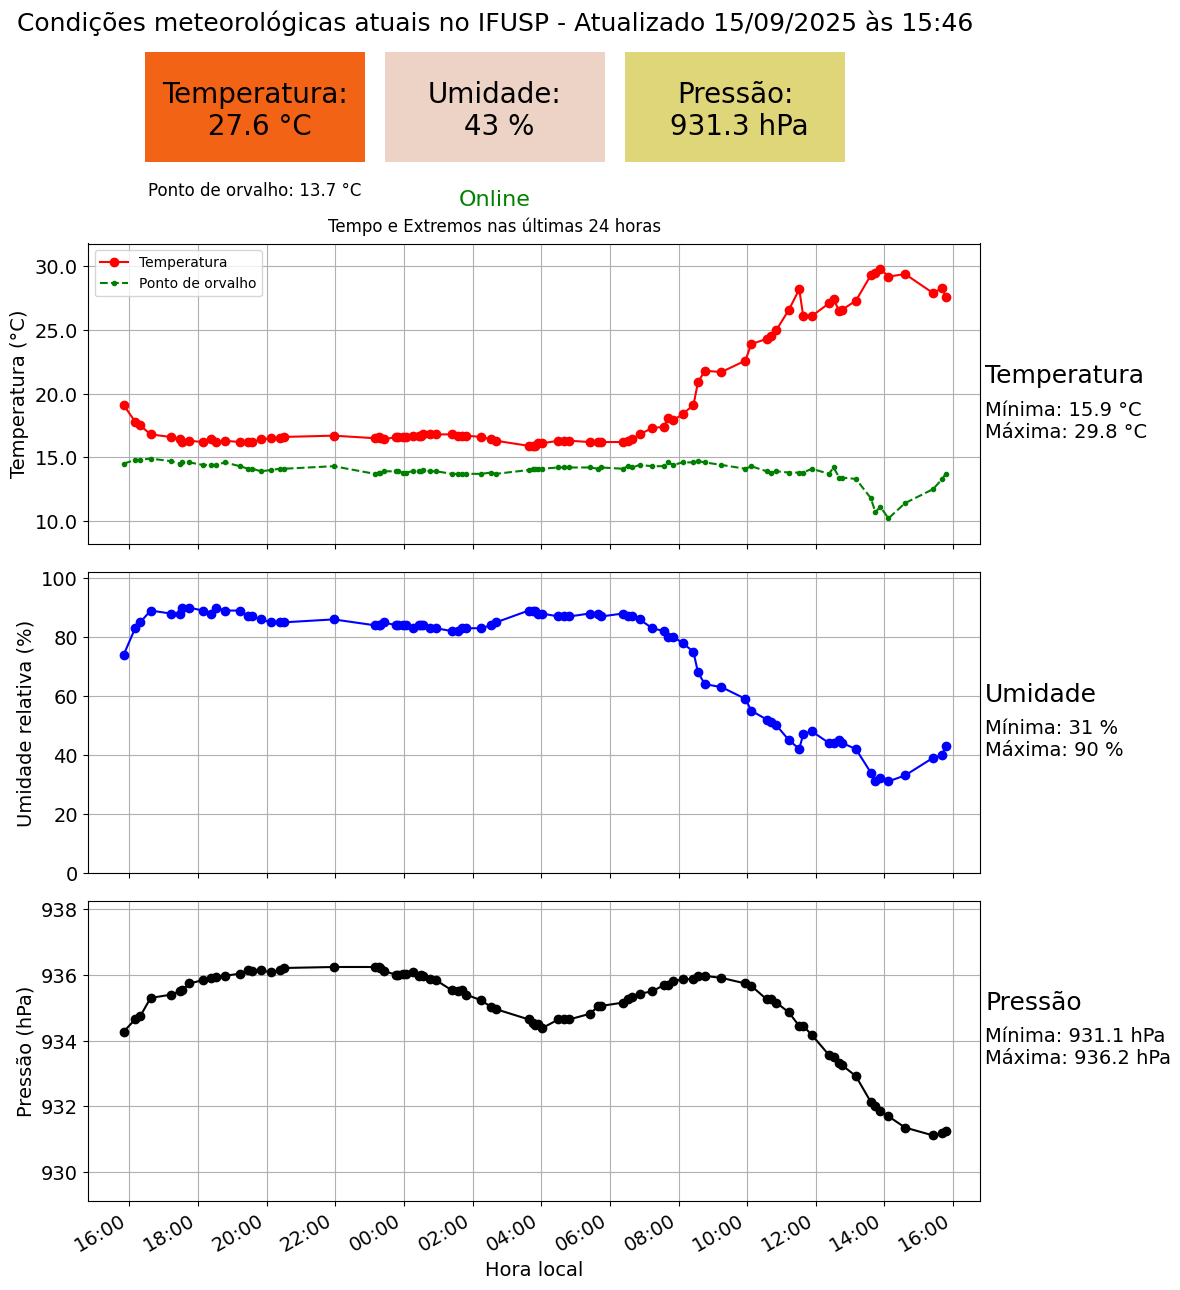 Condições meteorológicas atuais no IFUSP - Atualizado 15/09/2025 às 15:46
Temperatura:
27.6 °C
Umidade:
43 %
Pressão:
931.3 hPa
Ponto de orvalho: 13.7 °C
Online
Tempo e Extremos nas últimas 24 horas
Temperatura
Ponto de orvalho
Temperatura (°C)
30.0
25.0
20.0
15.0
10.0
Temperatura
Mínima: 15.9 °C
Máxima: 29.8 °C
Umidade relativa (%)
100
80
60
40
20
0
Umidade
Mínima: 31 %
Máxima: 90 %
Pressão (hPa)
938
936
934
932
930
Pressão
Mínima: 931.1 hPa
Máxima: 936.2 hPa
16:00
18:00
20:00
22:00
00:00
02:00
04:00
06:00
08:00
10:00
12:00
14:00
16:00
Hora local